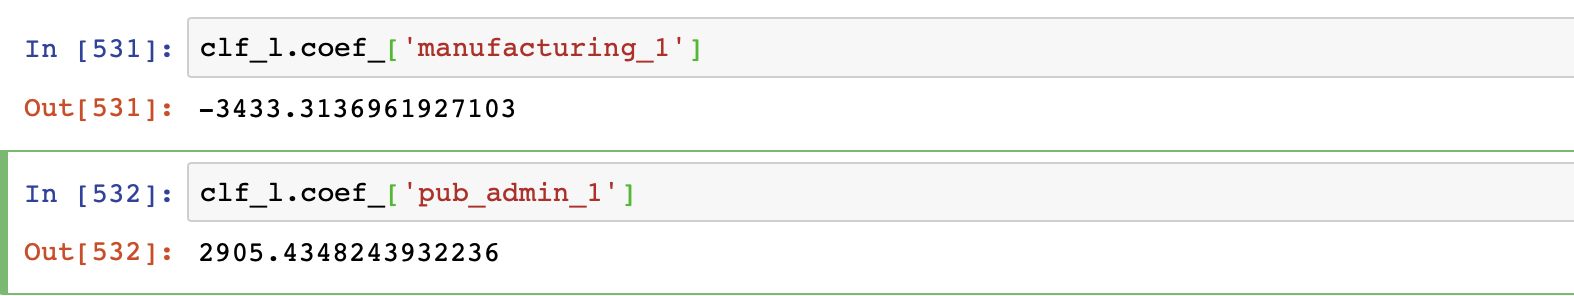 In [531]: clf_l.coef_['manufacturing_1']
Out[531]: -3433.3136961927103
In [532]: clf_l.coef_['pub_admin_1']
Out[532]: 2905.4348243932236